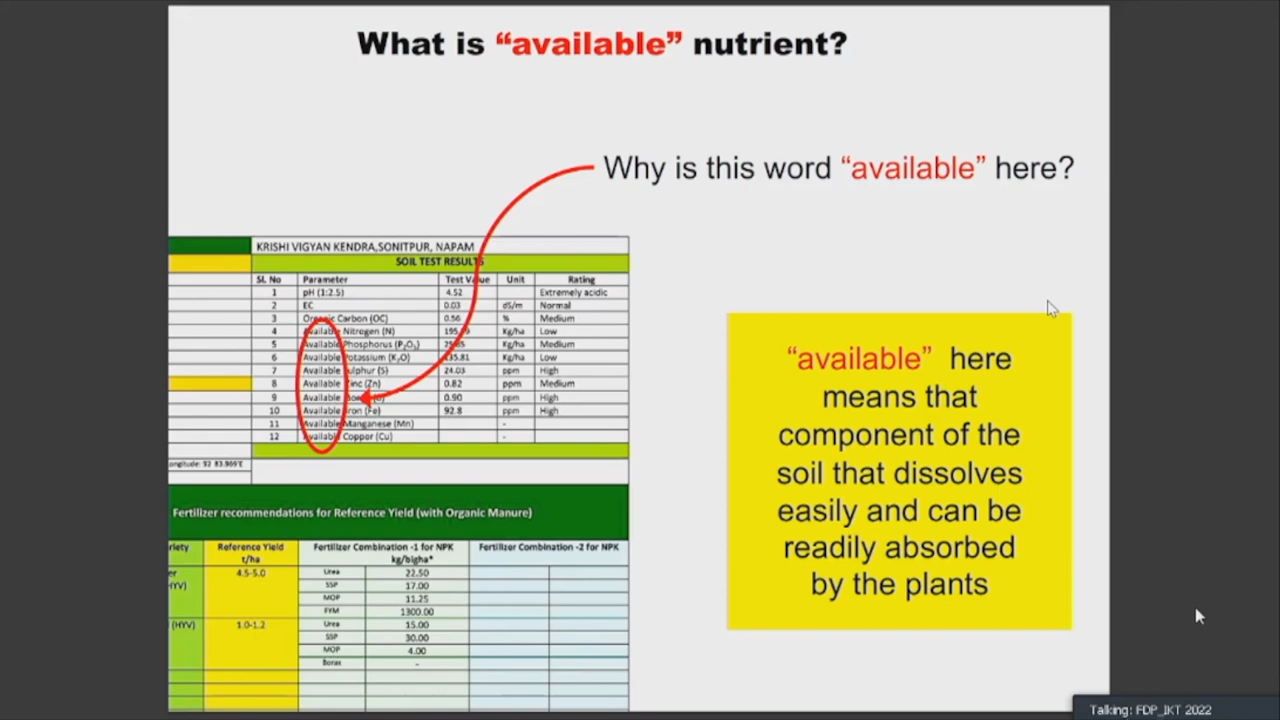 What is “available” nutrient?
Why is this word “available” here?
KRISHI VIGYAN KENDRA,SONITPUR, NAPAM
SOIL TEST RESULTS
SL. No Parameter Test Value Unit Rating
1 pH (1:2.5) 4.52 Extremely acidic
2 EC 0.03 dS/m Normal
3 Organic Carbon (OC) 0.56 % Medium
4 Available Nitrogen (N) Kg/ha Low
5 Available Phosphorus (P₂O₅) Kg/ha Medium
6 Available Potassium (K₂O) Kg/ha Low
7 Available Sulphur (S) 24.03 ppm High
8 Available Zinc (Zn) 0.82 ppm Medium
9 Available 0.90 ppm High
10 Available Iron (Fe) 92.8 ppm High
11 Available Manganese (Mn) -
12 Available Copper (Cu) -
ongitude: 92 83.909'E
Fertilizer recommendations for Reference Yield (with Organic Manure)
riety Reference Yield t/ha Fertilizer Combination -1 for NPK kg/bigha* Fertilizer Combination -2 for NPK
er HYV) 4.5-5.0 Urea 22.50
SSP 17.00
MOP 11.25
FYM 1300.00
(HYV) 1.0-1.2 Urea 15.00
SSP 30.00
MOP 4.00
Borax -
“available” here
means that
component of the
soil that dissolves
easily and can be
readily absorbed
by the plants
Talking: FDP_IKT 2022